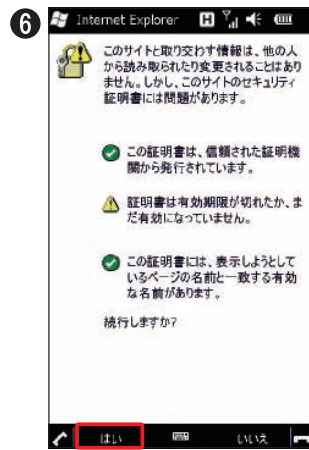 6
Internet Explorer
H
このサイトと取り交わす情報は、他の人
から読み取られたり変更されることはあり
ません。しかし、このサイトのセキュリティ
証明書には問題があります。
この証明書は、信頼された証明機
関から発行されています。
証明書は有効期限が切れたか、ま
だ有効になっていません。
この証明書には、表示しようとして
いるページの名前と一致する有効
な名前があります。
続行しますか?
はい
いいえ